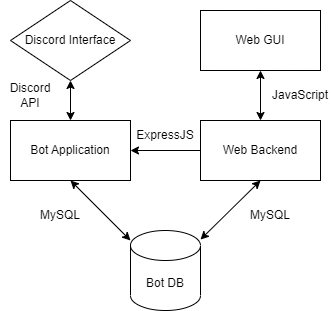 Discord Interface
Web GUI
Discord
API
JavaScript
ExpressJS
Bot Application
Web Backend
MySQL
MySQL
Bot DB